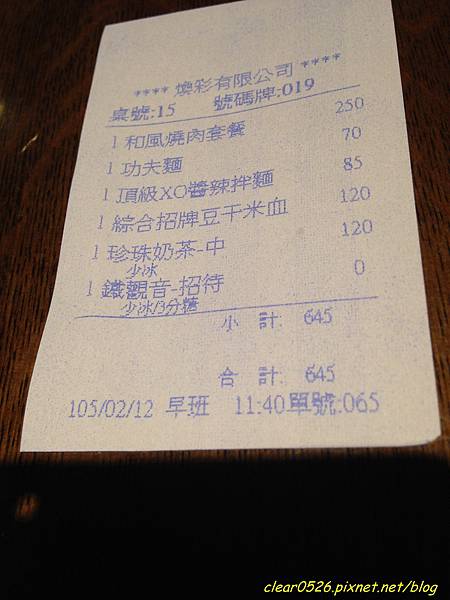 **** 煥彩有限公司 ****
桌號:15 號碼牌:019
1 和風燒肉套餐 250
1 功夫麵 70
1 頂級XO醬辣拌麵 85
1 綜合招牌豆干米血 120
1 珍珠奶茶-中 120
少冰
1 鐵觀音-招待 0
少冰/3分糖
小 計: 645
合 計: 645
105/02/12 早班 11:40單號:065
clear0526.pixnet.net/blog